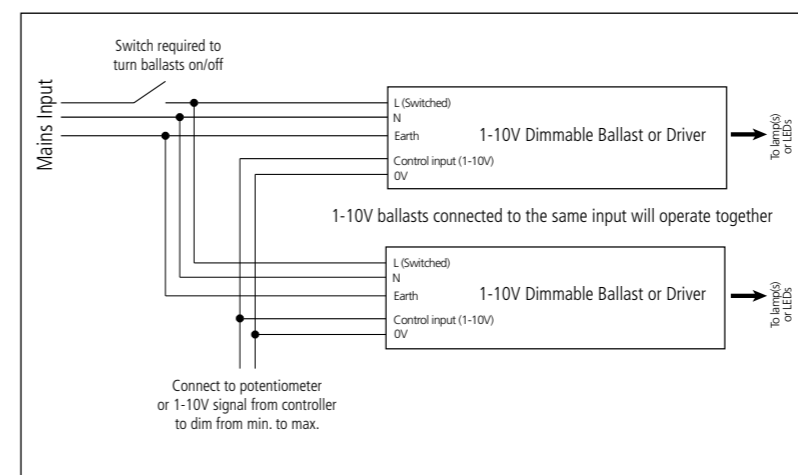 Switch required to
turn ballasts on/off
Mains Input
L (Switched)
N
Earth
Control input (1-10V)
0V
1-10V Dimmable Ballast or Driver
To lamp(s)
or LEDs
1-10V ballasts connected to the same input will operate together
L (Switched)
N
Earth
Control input (1-10V)
0V
1-10V Dimmable Ballast or Driver
To lamp(s)
or LEDs
Connect to potentiometer
or 1-10V signal from controller
to dim from min. to max.